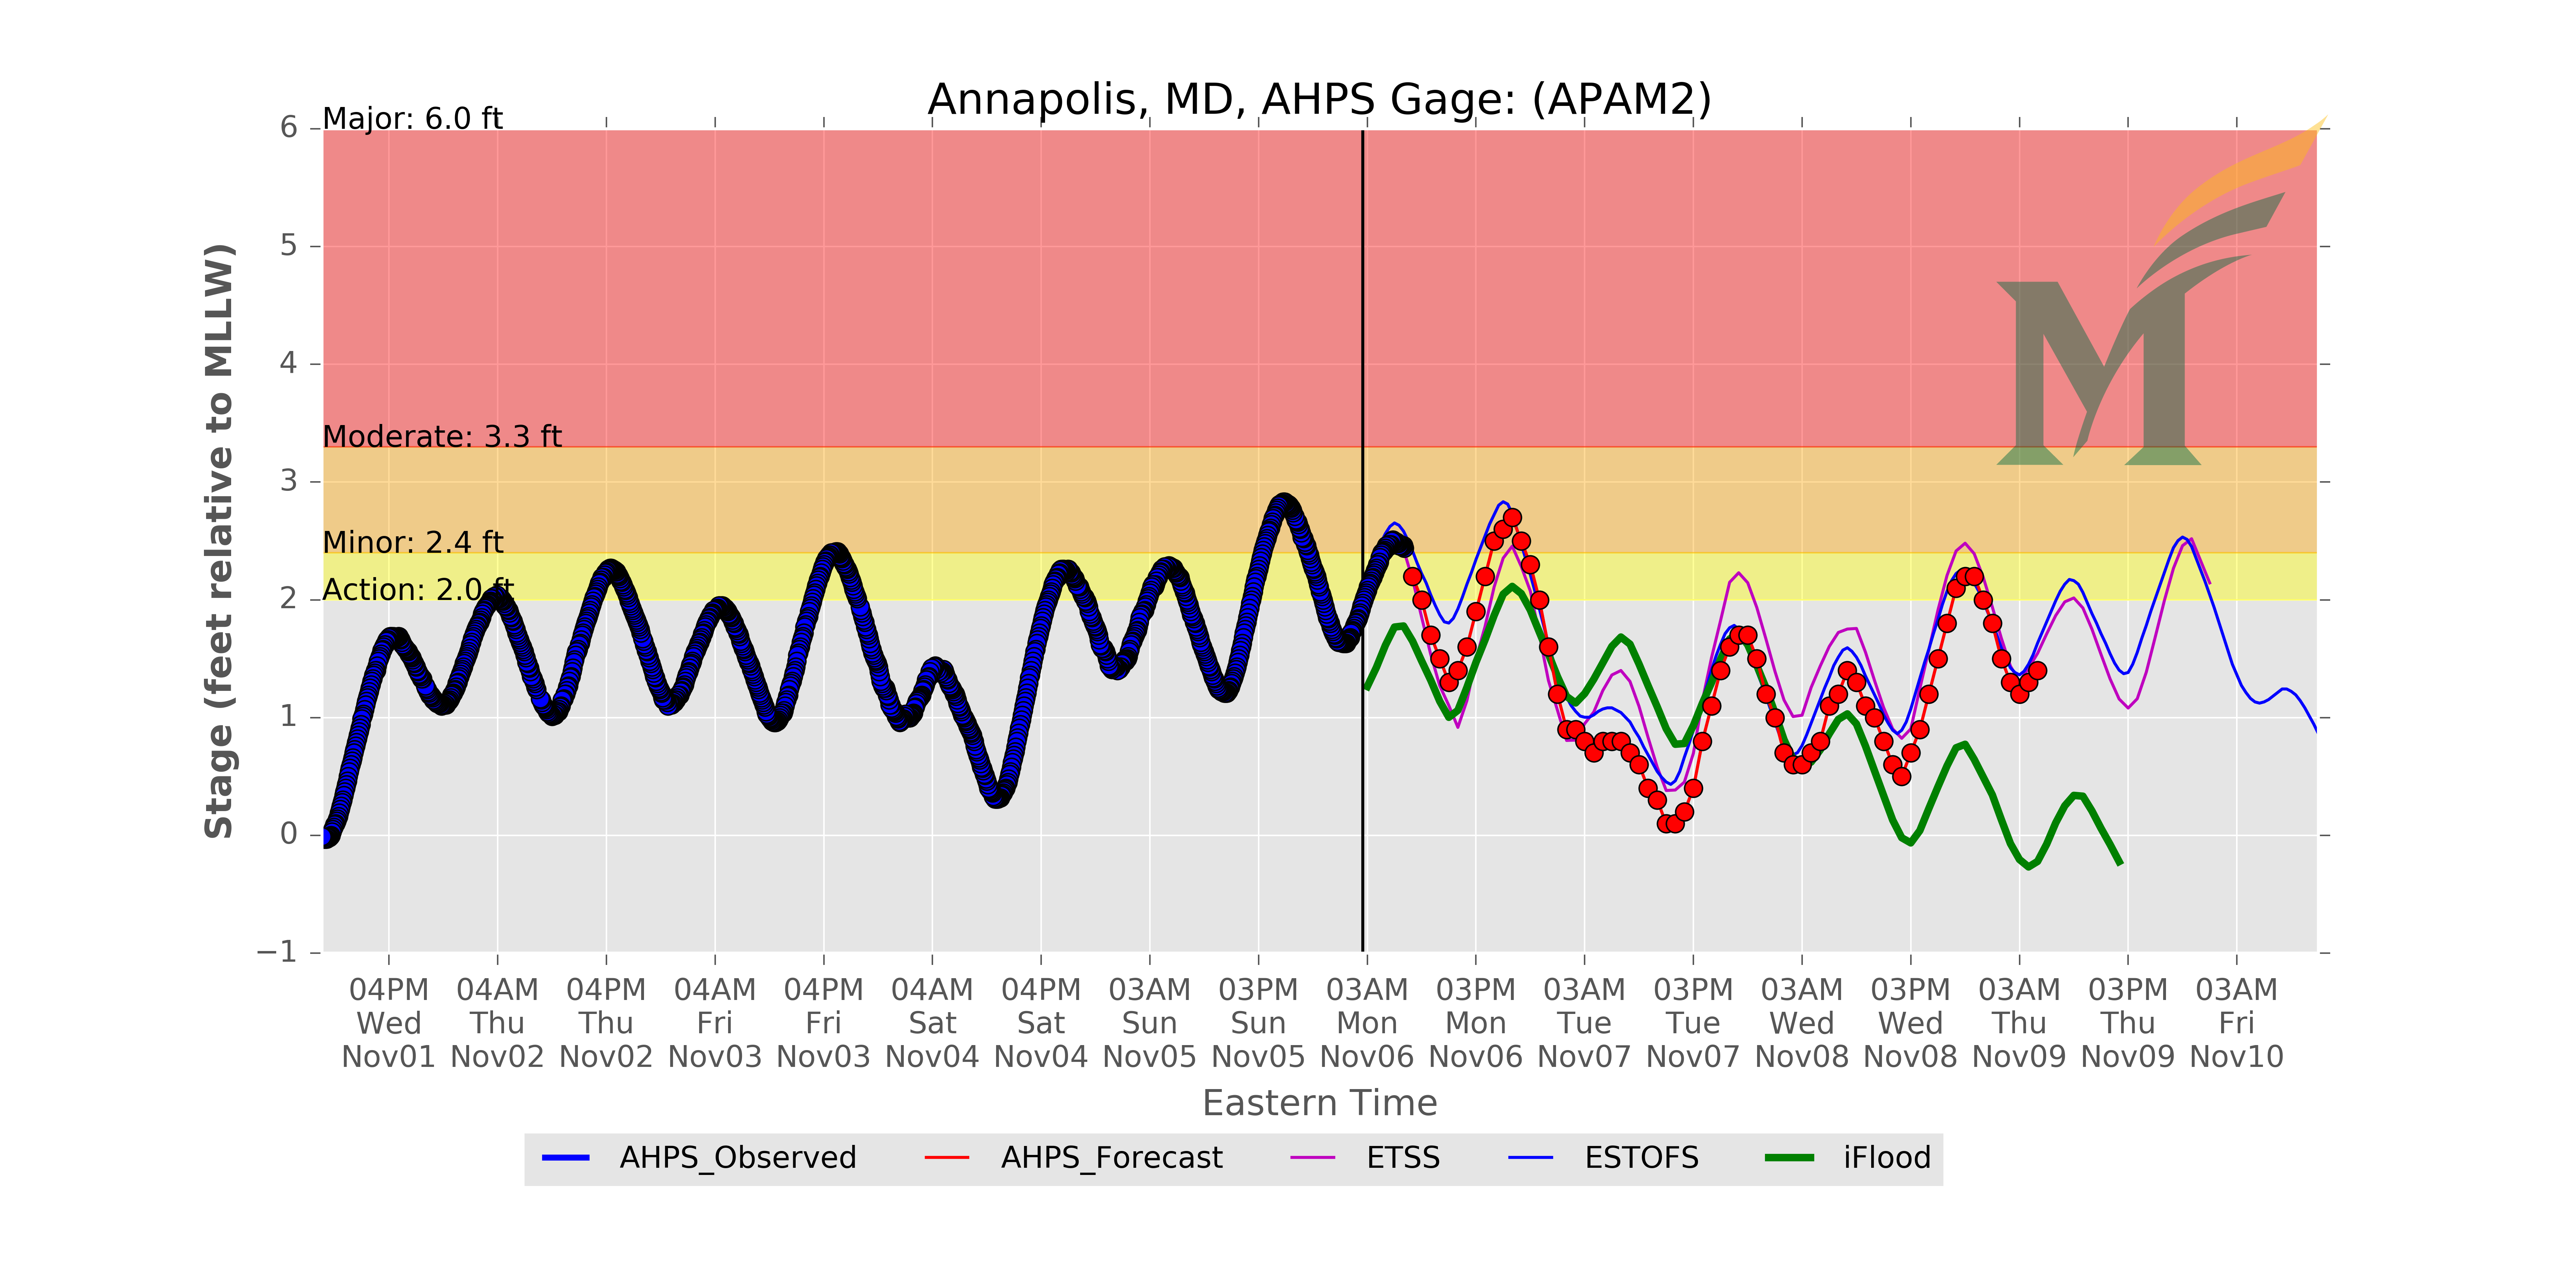 Annapolis, MD, AHPS Gage: (APAM2)
Major: 6.0 ft
Moderate: 3.3 ft
Minor: 2.4 ft
Action: 2.0 ft
Stage (feet relative to MLLW)
6
5
4
3
2
1
0
−1
04PM 04AM 04PM 04AM 04PM 04AM 04PM 03AM 03PM 03AM 03PM 03AM 03PM 03AM 03PM 03AM 03PM 03AM
Wed Thu Thu Fri Fri Sat Sat Sun Sun Mon Mon Tue Tue Wed Wed Thu Thu Fri
Nov01 Nov02 Nov02 Nov03 Nov03 Nov04 Nov04 Nov05 Nov05 Nov06 Nov06 Nov07 Nov07 Nov08 Nov08 Nov09 Nov09 Nov10
Eastern Time
AHPS_Observed AHPS_Forecast ETSS ESTOFS iFlood
M